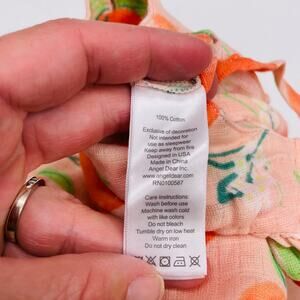 100% Cotton
Exclusive of decoration
Not intended for
use as sleepwear
Keep away from fire
Designed in USA
Made in China
Angel Dear Inc.
www.angeldear.com
RN0100587
Care Instructions:
Wash before use
Machine wash cold
with like colors
Do not bleach
Tumble dry on low heat
Warm iron
Do not dry clean